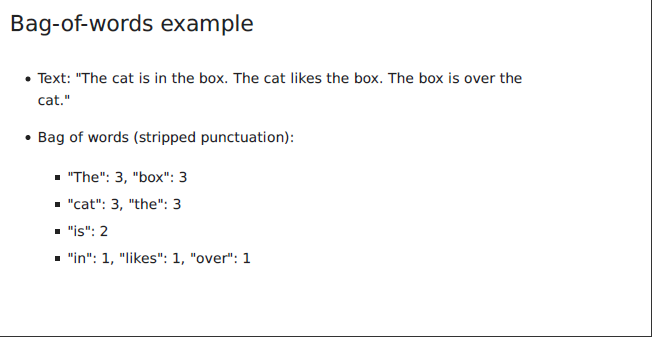 Bag-of-words example
• Text: "The cat is in the box. The cat likes the box. The box is over the
cat."
• Bag of words (stripped punctuation):
▪ "The": 3, "box": 3
▪ "cat": 3, "the": 3
▪ "is": 2
▪ "in": 1, "likes": 1, "over": 1